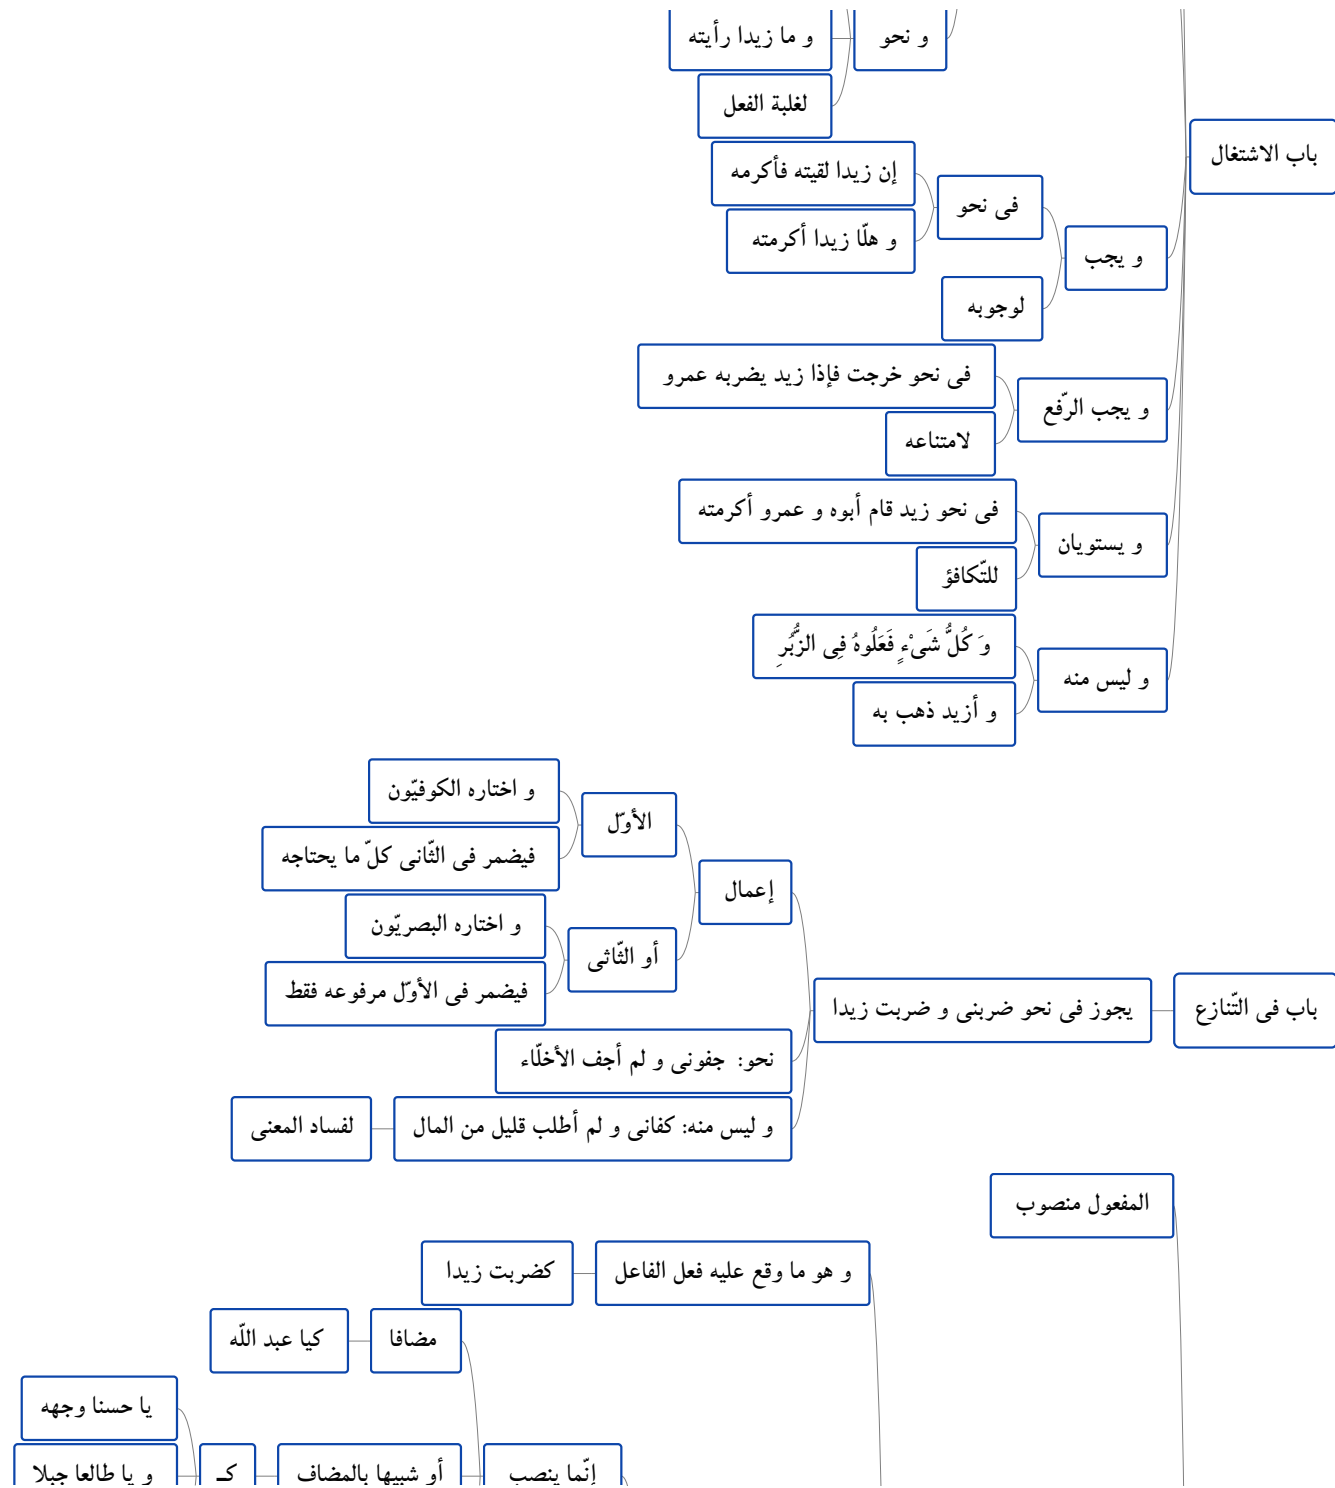 و نحو
و ما زيدا رأيته
لغلبة الفعل
باب الاشتغال
و يجب
فى نحو
إن زيدا لقيته فأكرمه
و هلّا زيدا أكرمته
لوجوبه
و يجب الرّفع
فى نحو خرجت فإذا زيد يضربه عمرو
لامتناعه
و يستويان
فى نحو زيد قام أبوه و عمرو أكرمته
للتّكافؤ
و ليس منه
وَ كُلُّ شَىْءٍ فَعَلُوهُ فِى الزُّبُرِ
و أزيد ذهب به
باب فى التّنازع
يجوز فى نحو ضربنى و ضربت زيدا
إعمال
الأوّل
و اختاره الكوفيّون
فيضمر فى الثّانى كلّ ما يحتاجه
أو الثّاثى
و اختاره البصريّون
فيضمر فى الأوّل مرفوعه فقط
نحو: جفونى و لم أجف الأخلّاء
و ليس منه: كفانى و لم أطلب قليل من المال
لفساد المعنى
المفعول منصوب
و هو ما وقع عليه فعل الفاعل
كضربت زيدا
إنّما ينصب
مضافا
كيا عبد اللّه
أو شبيها بالمضاف
كـ
يا حسنا وجهه
و يا طالعا جبلا